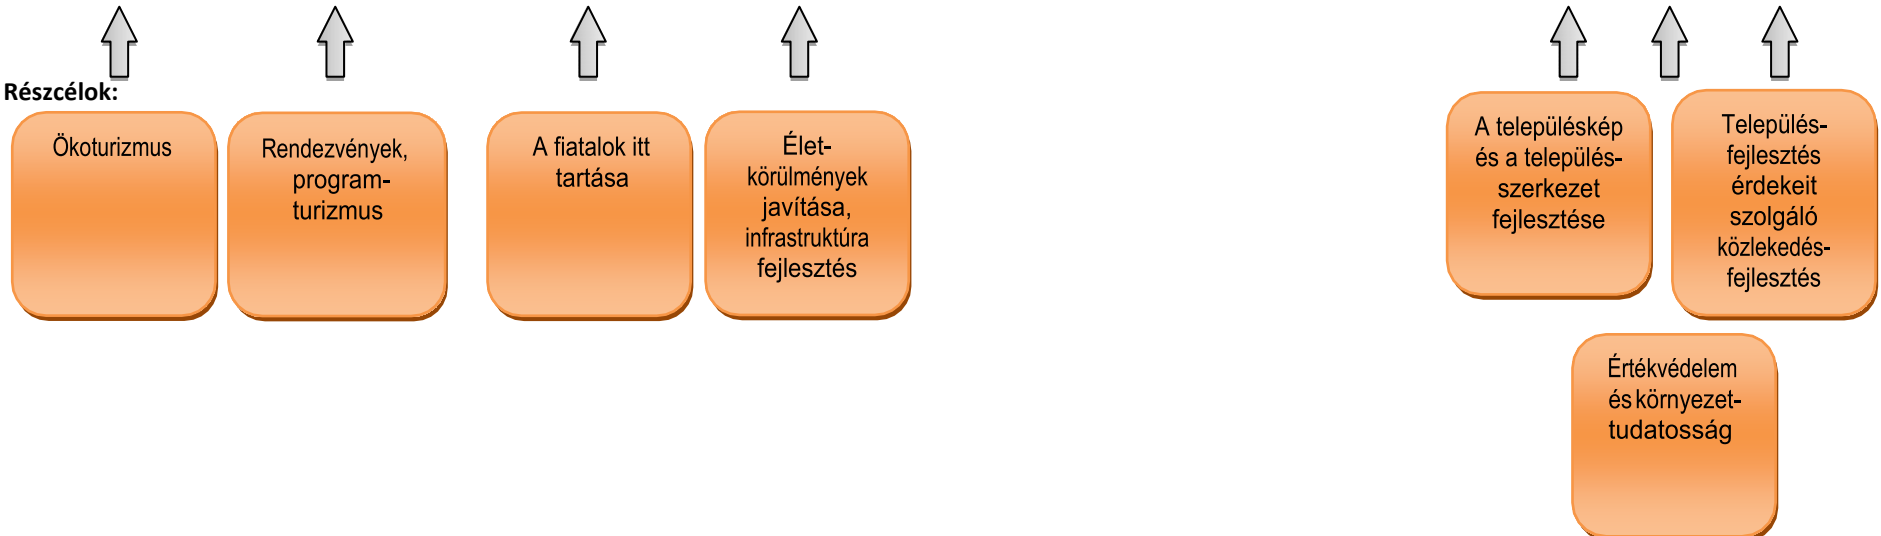 Részcélok:
Ökoturizmus
Rendezvények,
program-
turizmus
A fiatalok itt
tartása
Élet-
körülmények
javítása,
infrastruktúra
fejlesztés
A településkép
és a település-
szerkezet
fejlesztése
Település-
fejlesztés
érdekeit
szolgáló
közlekedés-
fejlesztés
Értékvédelem
és környezet-
tudatosság